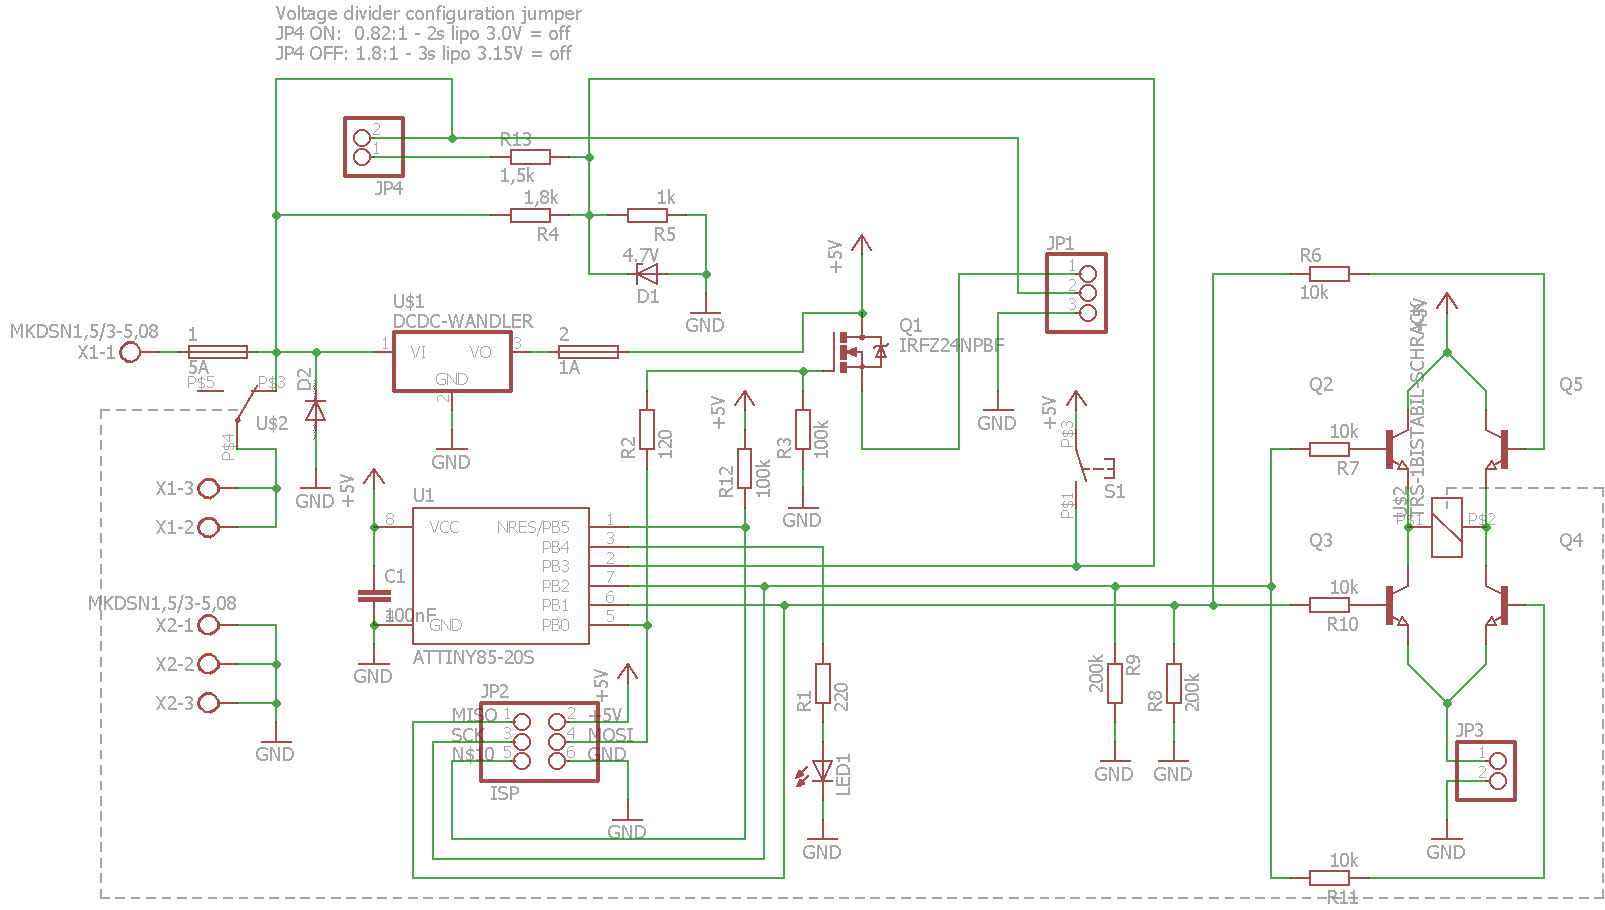 Voltage divider configuration jumper
JP4 ON:  0.82:1 - 2s lipo 3.0V = off
JP4 OFF: 1.8:1 - 3s lipo 3.15V = off
2
1
JP4
R13
1,5k
1,8k
R4
1k
R5
4.7V
D1
GND
+5V
JP1
1
2
3
R6
10k
MKDSN1,5/3-5,08
X1-1
1
5A
P$5
P$3
P$4
U$2
D2
GND
U$1
DCDC-WANDLER
1
VI
VO
3
GND
2
GND
2
1A
Q1
IRFZ24NPBF
GND
+5V
R2
120
+5V
R12
100k
R3
100k
GND
+5V
P$3
P$1
S1
Q2
Q5
10k
R7
U$2
TRS-1BISTABIL-SCHRACK
P$1
P$2
Q3
Q4
10k
R10
X1-3
X1-2
+5V
U1
8
VCC
NRES/PB5
1
PB4
3
PB3
2
PB2
7
PB1
6
PB0
5
4
GND
ATTINY85-20S
C1
100nF
GND
MKDSN1,5/3-5,08
X2-1
X2-2
X2-3
GND
+5V
JP2
MISO
1
2
+5V
SCK
3
4
MOSI
N$10
5
6
GND
ISP
GND
R1
220
LED1
GND
200k
R9
R8
200k
GND
GND
JP3
1
2
GND
10k
R11